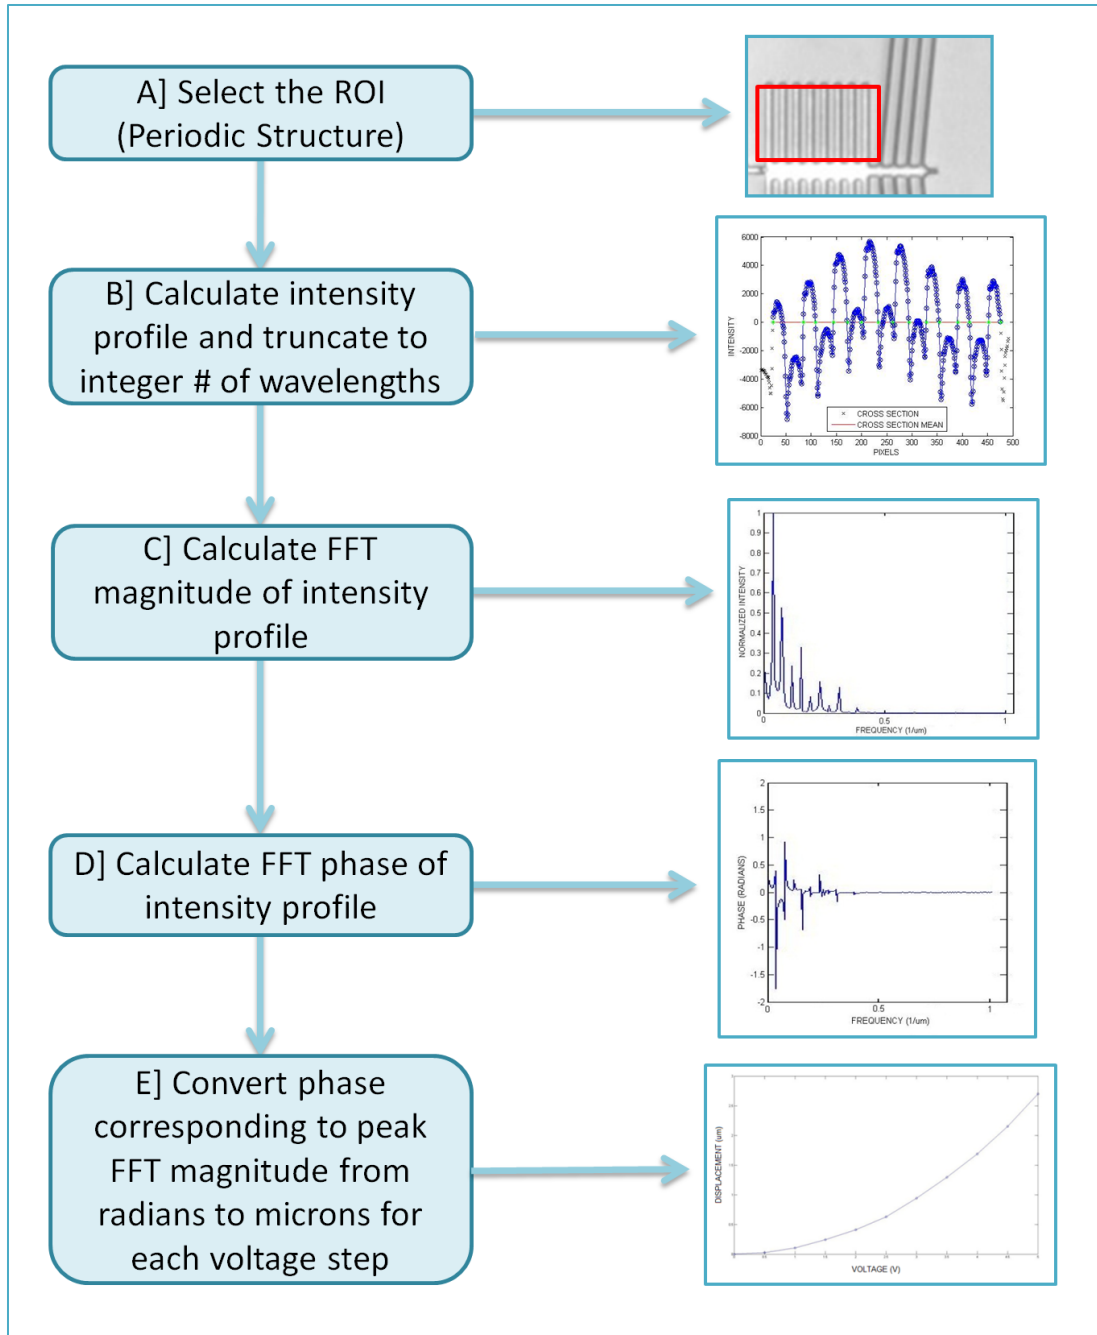 A] Select the ROI
(Periodic Structure)
B] Calculate intensity
profile and truncate to
integer # of wavelengths
6000
4000
2000
0
-2000
-4000
-6000
-8000
INTENSITY
CROSS SECTION
CROSS SECTION MEAN
0 50 100 150 200 250 300 350 400 450 500
PIXELS
C] Calculate FFT
magnitude of intensity
profile
1
0.9
0.8
0.7
0.6
0.5
0.4
0.3
0.2
0.1
0
NORMALIZED INTENSITY
0 0.5 1
FREQUENCY (1/um)
D] Calculate FFT phase of
intensity profile
2
1.5
1
0.5
0
-0.5
-1
-1.5
-2
PHASE (RADIANS)
0 0.5 1
FREQUENCY (1/um)
E] Convert phase
corresponding to peak
FFT magnitude from
radians to microns for
each voltage step
DISPLACEMENT (um)
VOLTAGE (V)